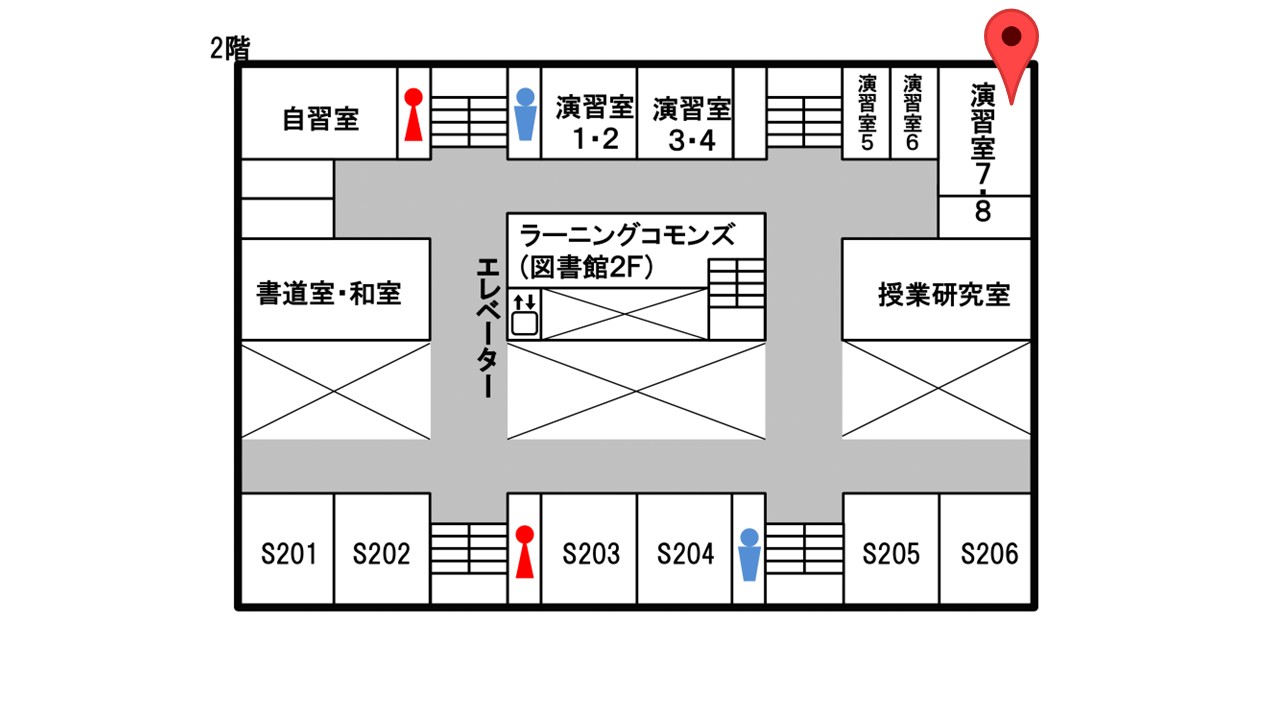 2階
自習室
演習室
1・2
演習室
3・4
演習室5
演習室6
演習室7・8
ラーニングコモンズ
(図書館2F)
エレベーター
書道室・和室
授業研究室
S201
S202
S203
S204
S205
S206